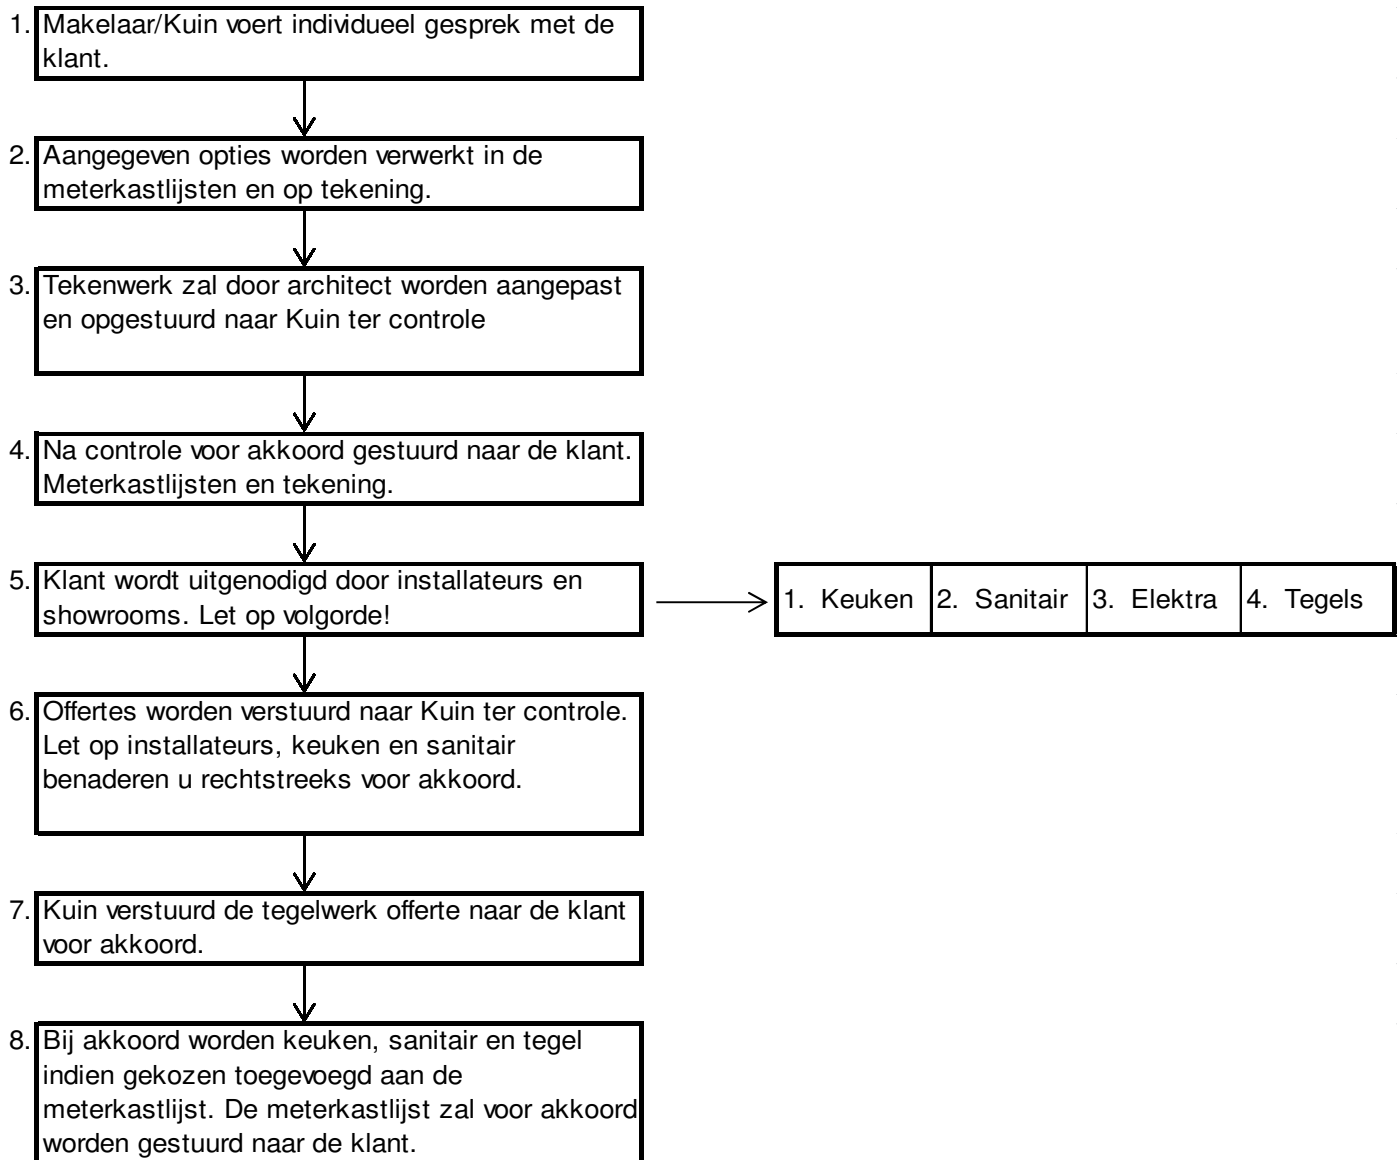 1. Makelaar/Kuin voert individueel gesprek met de
klant.
2. Aangegeven opties worden verwerkt in de
meterkastlijsten en op tekening.
3. Tekenwerk zal door architect worden aangepast
en opgestuurd naar Kuin ter controle
4. Na controle voor akkoord gestuurd naar de klant.
Meterkastlijsten en tekening.
5. Klant wordt uitgenodigd door installateurs en
showrooms. Let op volgorde!
1. Keuken 2. Sanitair 3. Elektra 4. Tegels
6. Offertes worden verstuurd naar Kuin ter controle.
Let op installateurs, keuken en sanitair
benaderen u rechtstreeks voor akkoord.
7. Kuin verstuurd de tegelwerk offerte naar de klant
voor akkoord.
8. Bij akkoord worden keuken, sanitair en tegel
indien gekozen toegevoegd aan de
meterkastlijst. De meterkastlijst zal voor akkoord
worden gestuurd naar de klant.